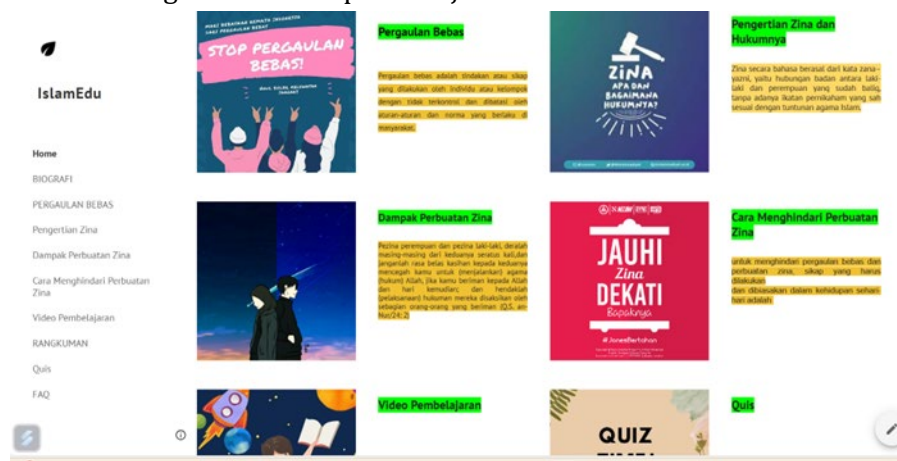 IslamEdu
Home
BIOGRAFI
PERGAULAN BEBAS
Pengertian Zina
Dampak Perbuatan Zina
Cara Menghindari Perbuatan
Zina
Video Pembelajaran
RANGKUMAN
Quis
FAQ
STOP PERGAULAN
BEBAS!
Pergaulan Bebas
Pergaulan bebas adalah tindakan atau sikap
yang dilakukan oleh individu atau kelompok
dengan tidak terkontrol dan dibatasi oleh
aturan-aturan dan norma yang berlaku di
masyarakat.
ZINA
APA DAN
BAGAIMANA
HUKUMNYA?
Pengertian Zina dan
Hukumnya
Zina secara bahasa berasal dari kata zana-
yazni, yaitu hubungan badan antara laki-
laki dan perempuan yang sudah balig,
tanpa adanya ikatan pernikahan yang sah
sesuai dengan tuntunan agama Islam.
Dampak Perbuatan Zina
Pezina perempuan dan pezina laki-laki, deralah
masing-masing dari keduanya seratus kali,dan
janganlah rasa belas kasihan kepada keduanya
mencegah kamu untuk (menjalankan) agama
(hukum) Allah, jika kamu beriman kepada Allah
dan hari kemudian; dan hendaklah
(pelaksanaan) hukuman mereka disaksikan oleh
sebagian orang-orang yang beriman (Q.S. an-
Nur/24: 2)
JAUHI
Zina
DEKATI
Bapaknya
#JonesBertahan
Cara Menghindari Perbuatan
Zina
untuk menghindari pergaulan bebas dan
perbuatan zina, sikap yang harus
dilakukan
dan dibiasakan dalam kehidupan sehari-
hari adalah
Video Pembelajaran
QUIZ
Quis